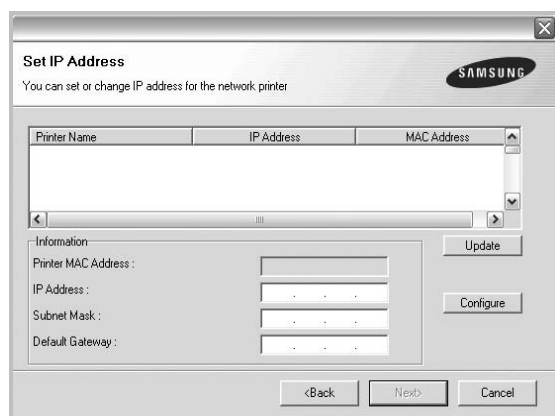 Set IP Address
You can set or change IP address for the network printer
SAMSUNG
Printer Name IP Address MAC Address
Information
Update
Printer MAC Address :
IP Address : . . .
Configure
Subnet Mask : . . .
Default Gateway : . . .
<Back Next> Cancel